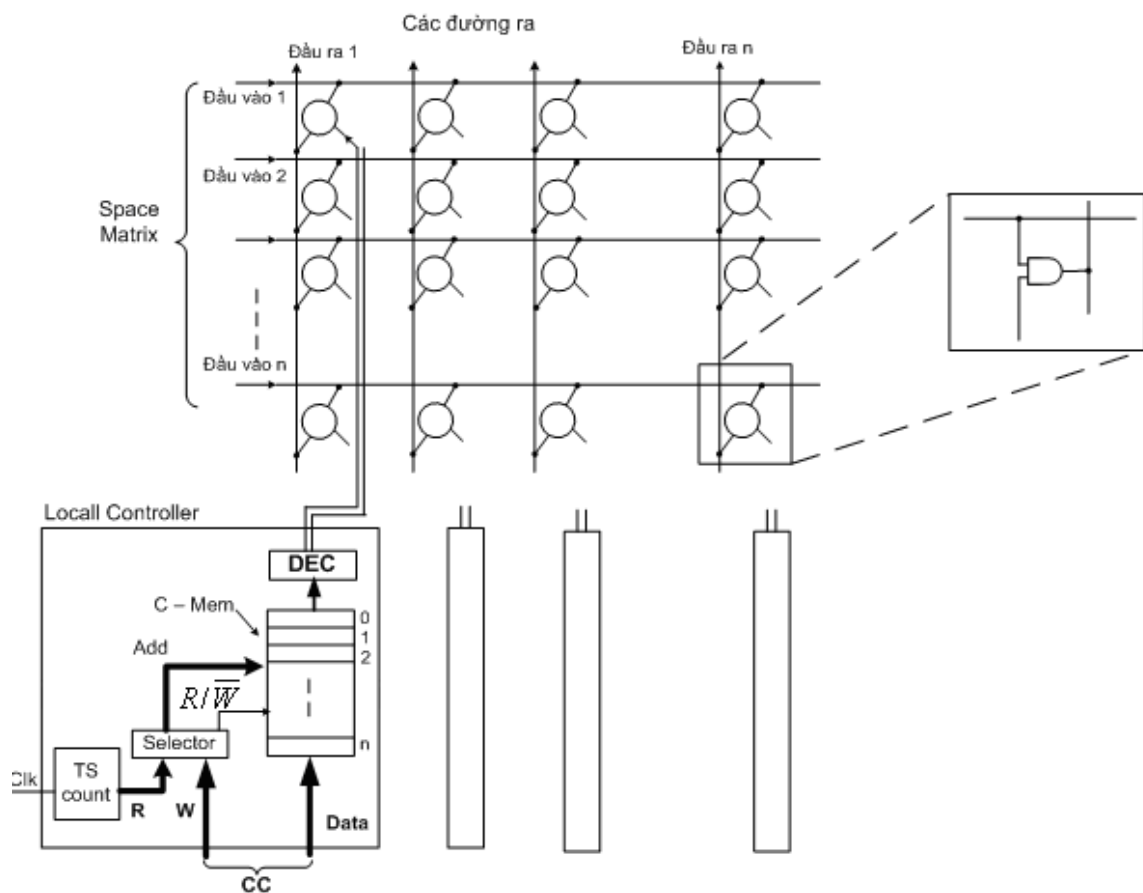 Các đường ra
Đầu ra 1
Đầu ra n
Đầu vào 1
Đầu vào 2
Space
Matrix
Đầu vào n
Locall Controller
DEC
C – Mem
0
1
2
Add
R/W̅
Selector
n
Clk
TS
count
R
W
Data
CC